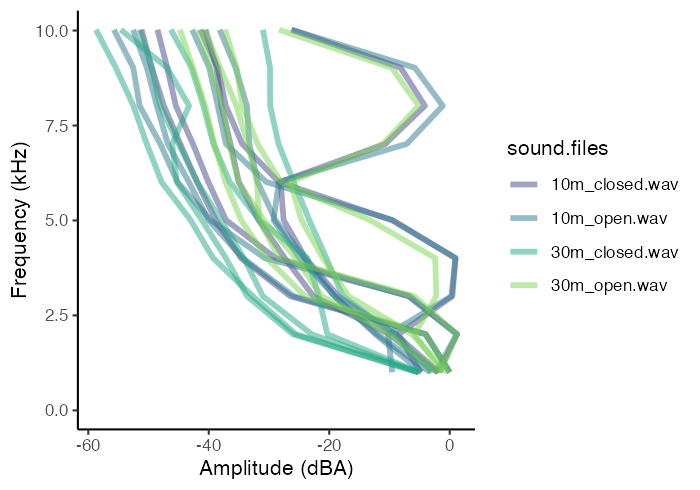 10.0
7.5
5.0
2.5
0.0
-60
-40
-20
0
Amplitude (dBA)
Frequency (kHz)
sound.files
10m_closed.wav
10m_open.wav
30m_closed.wav
30m_open.wav